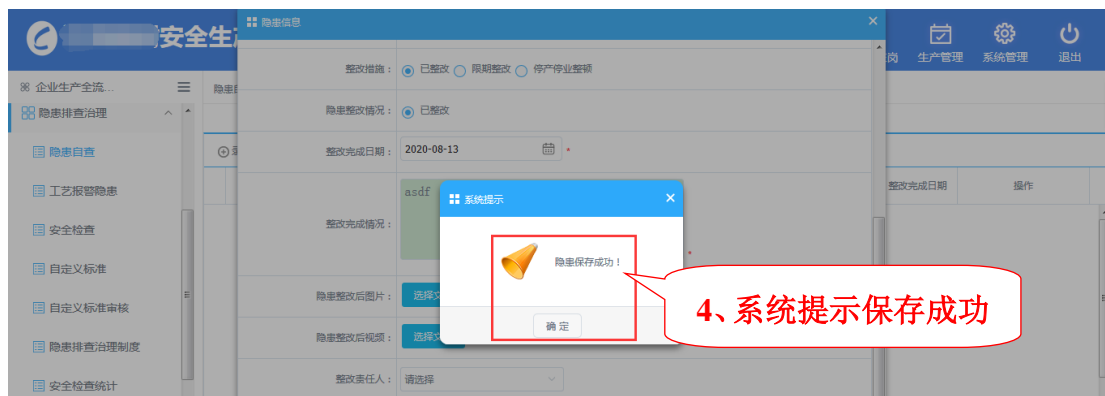 安全生
隐患信息
岗
生产管理
系统管理
退出
企业生产全流...
隐患排查治理
隐患自查
工艺报警隐患
安全检查
自定义标准
自定义标准审核
隐患排查治理制度
安全检查统计
整改措施： 已整改 限期整改 停产停业整顿
隐患整改情况： 已整改
整改完成日期： 2020-08-13 *
整改完成情况： asdf *
隐患整改后图片： 选择文
隐患整改后视频： 选择文
整改责任人： 请选择
系统提示
隐患保存成功！
确 定
整改完成日期 操作
4、系统提示保存成功